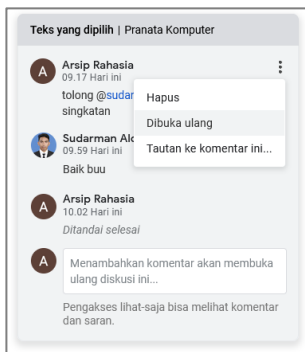 Teks yang dipilih | Pranata Komputer
A Arsip Rahasia
09.17 Hari ini
tolong @sudar
singkatan
Hapus
Dibuka ulang
Tautan ke komentar ini...
Sudarman Alc
09.59 Hari ini
Baik buu
A Arsip Rahasia
10.02 Hari ini
Ditandai selesai
A Menambahkan komentar akan membuka
ulang diskusi ini...
Pengakses lihat-saja bisa melihat komentar
dan saran.